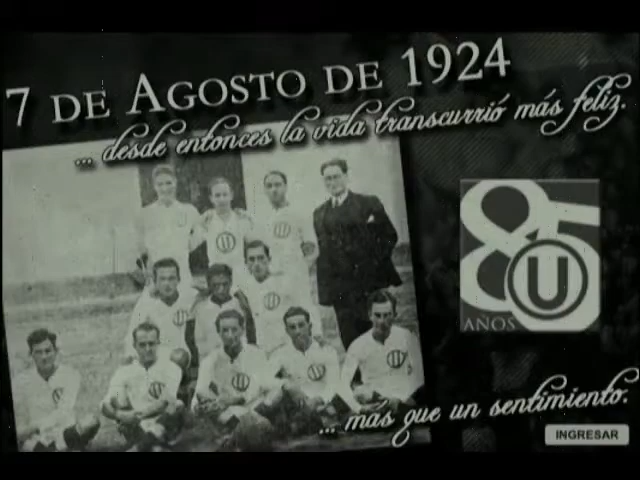 7 DE AGOSTO DE 1924
... desde entonces la vida transcurrió más feliz.
85
U
AÑOS
... más que un sentimiento.
INGRESAR